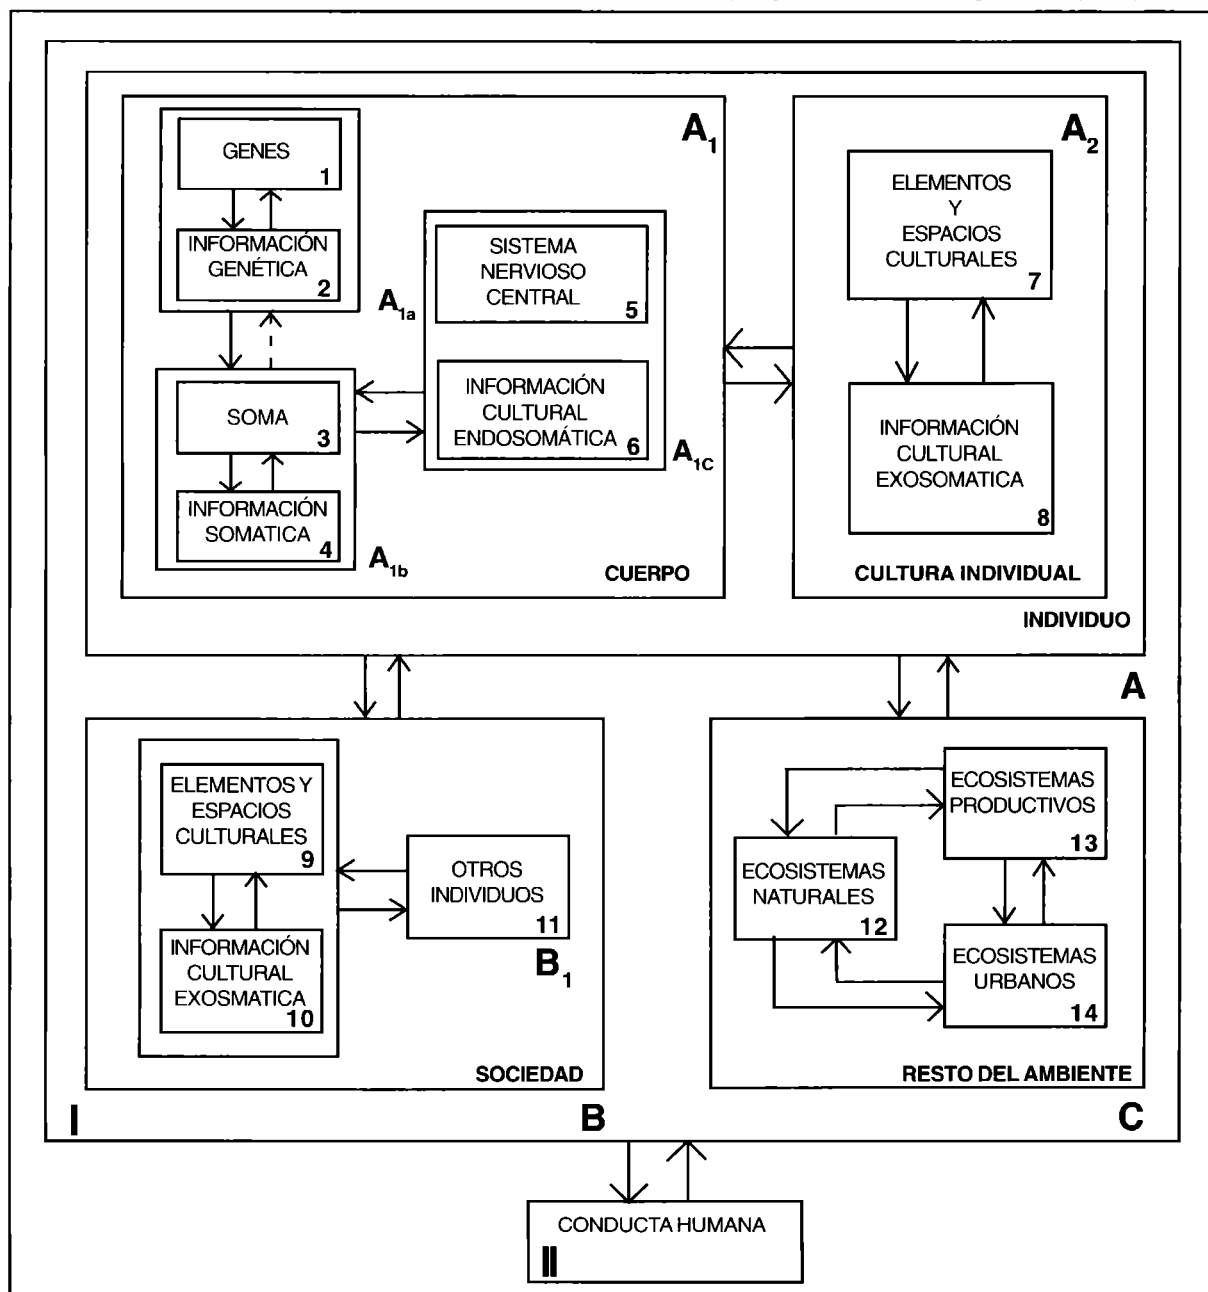 A1
GENES
1
INFORMACIÓN
GENÉTICA
2
A1a
SOMA
3
INFORMACIÓN
SOMATICA
4
A1b
SISTEMA
NERVIOSO
CENTRAL
5
INFORMACIÓN
CULTURAL
ENDOSOMÁTICA
6
A1C
CUERPO
A2
ELEMENTOS
Y
ESPACIOS
CULTURALES
7
INFORMACIÓN
CULTURAL
EXOSOMATICA
8
CULTURA INDIVIDUAL
INDIVIDUO
A
ELEMENTOS Y
ESPACIOS
CULTURALES
9
INFORMACIÓN
CULTURAL
EXOSMATICA
10
OTROS
INDIVIDUOS
11
B1
SOCIEDAD
B
ECOSISTEMAS
PRODUCTIVOS
13
ECOSISTEMAS
NATURALES
12
ECOSISTEMAS
URBANOS
14
RESTO DEL AMBIENTE
C
I
CONDUCTA HUMANA
II